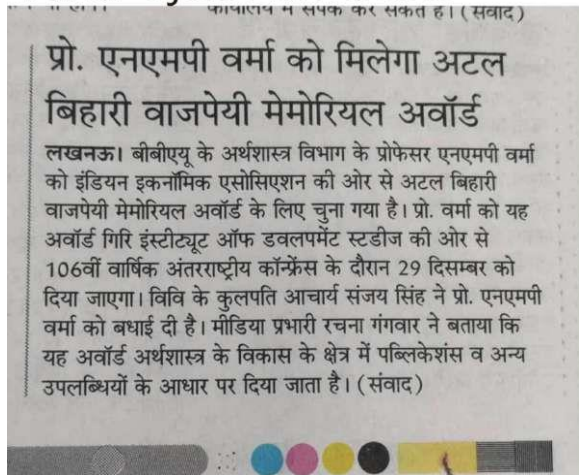 कार्यालय में संपर्क कर सकते हैं। (संवाद)
प्रो. एनएमपी वर्मा को मिलेगा अटल
बिहारी वाजपेयी मेमोरियल अवॉर्ड
लखनऊ। बीबीएयू के अर्थशास्त्र विभाग के प्रोफेसर एनएमपी वर्मा
को इंडियन इकनॉमिक एसोसिएशन की ओर से अटल बिहारी
वाजपेयी मेमोरियल अवॉर्ड के लिए चुना गया है। प्रो. वर्मा को यह
अवॉर्ड गिरि इंस्टीट्यूट ऑफ डवलपमेंट स्टडीज की ओर से
106वीं वार्षिक अंतरराष्ट्रीय कॉन्फ्रेंस के दौरान 29 दिसम्बर को
दिया जाएगा। विवि के कुलपति आचार्य संजय सिंह ने प्रो. एनएमपी
वर्मा को बधाई दी है। मीडिया प्रभारी रचना गंगवार ने बताया कि
यह अवॉर्ड अर्थशास्त्र के विकास के क्षेत्र में पब्लिकेशंस व अन्य
उपलब्धियों के आधार पर दिया जाता है। (संवाद)